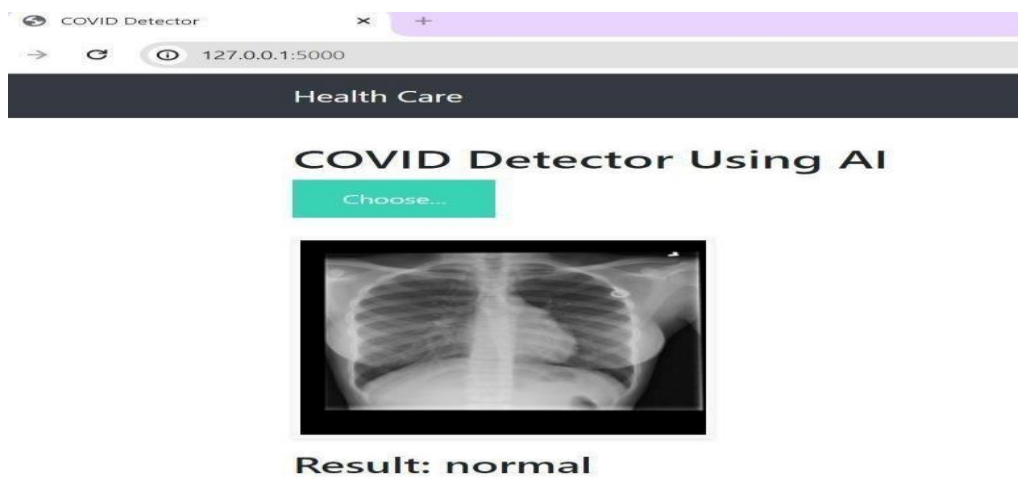 COVID Detector
127.0.0.1:5000
Health Care
COVID Detector Using AI
Choose...
Result: normal